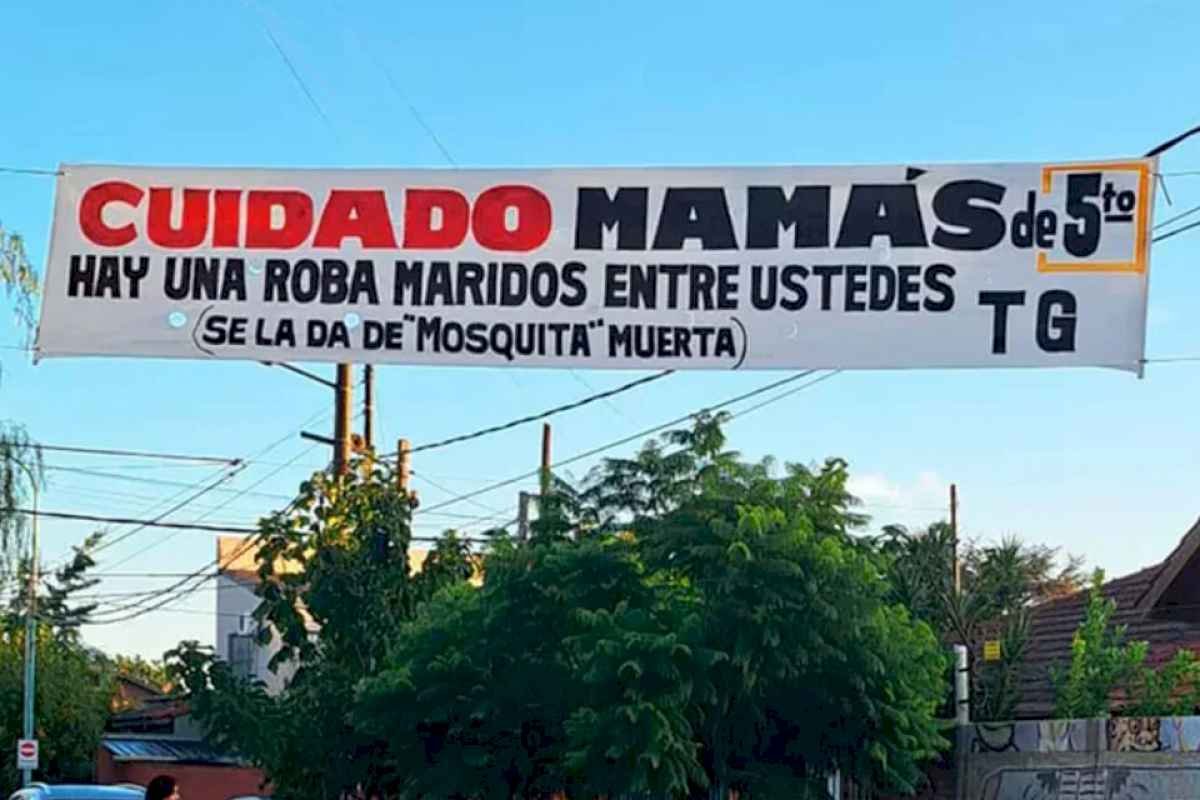 CUIDADO MAMÁS de 5to
HAY UNA ROBA MARIDOS ENTRE USTEDES
(SE LA DA DE "MOSQUITA" MUERTA)
TG